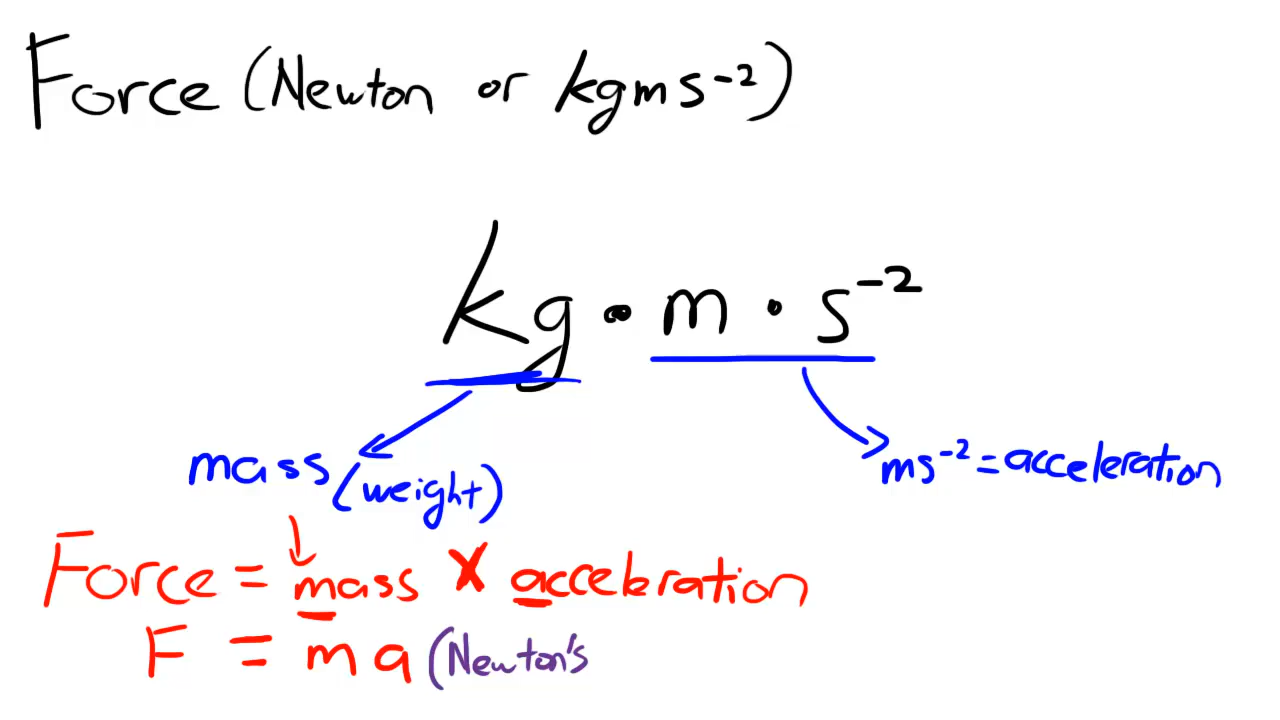 Force (Newton or kgms⁻²)
kg • m • s⁻²
mass (weight)
ms⁻² = acceleration
Force = mass x acceleration
F = ma (Newton's